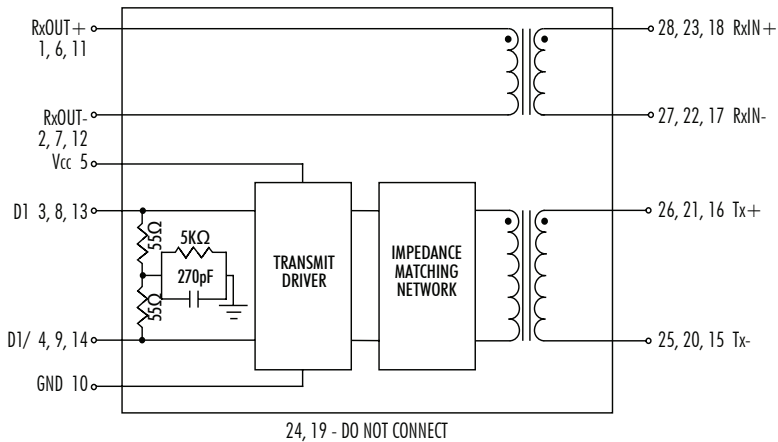 RxOUT+
1, 6, 11
28, 23, 18 RxIN+
RxOUT-
2, 7, 12
27, 22, 17 RxIN-
Vcc 5
D1 3, 8, 13
26, 21, 16 Tx+
55Ω
5KΩ
270pF
55Ω
TRANSMIT
DRIVER
IMPEDANCE
MATCHING
NETWORK
D1/ 4, 9, 14
25, 20, 15 Tx-
GND 10
24, 19 - DO NOT CONNECT